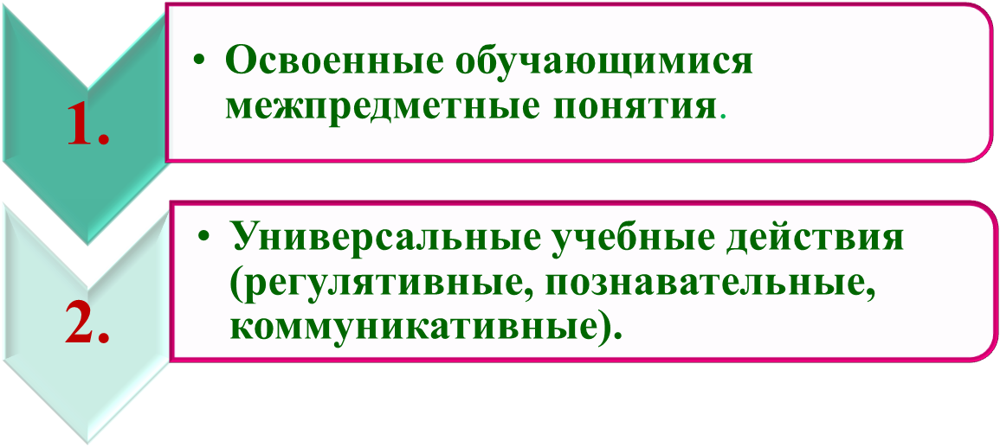 1.
• Освоенные обучающимися
межпредметные понятия.
2.
• Универсальные учебные действия
(регулятивные, познавательные,
коммуникативные).